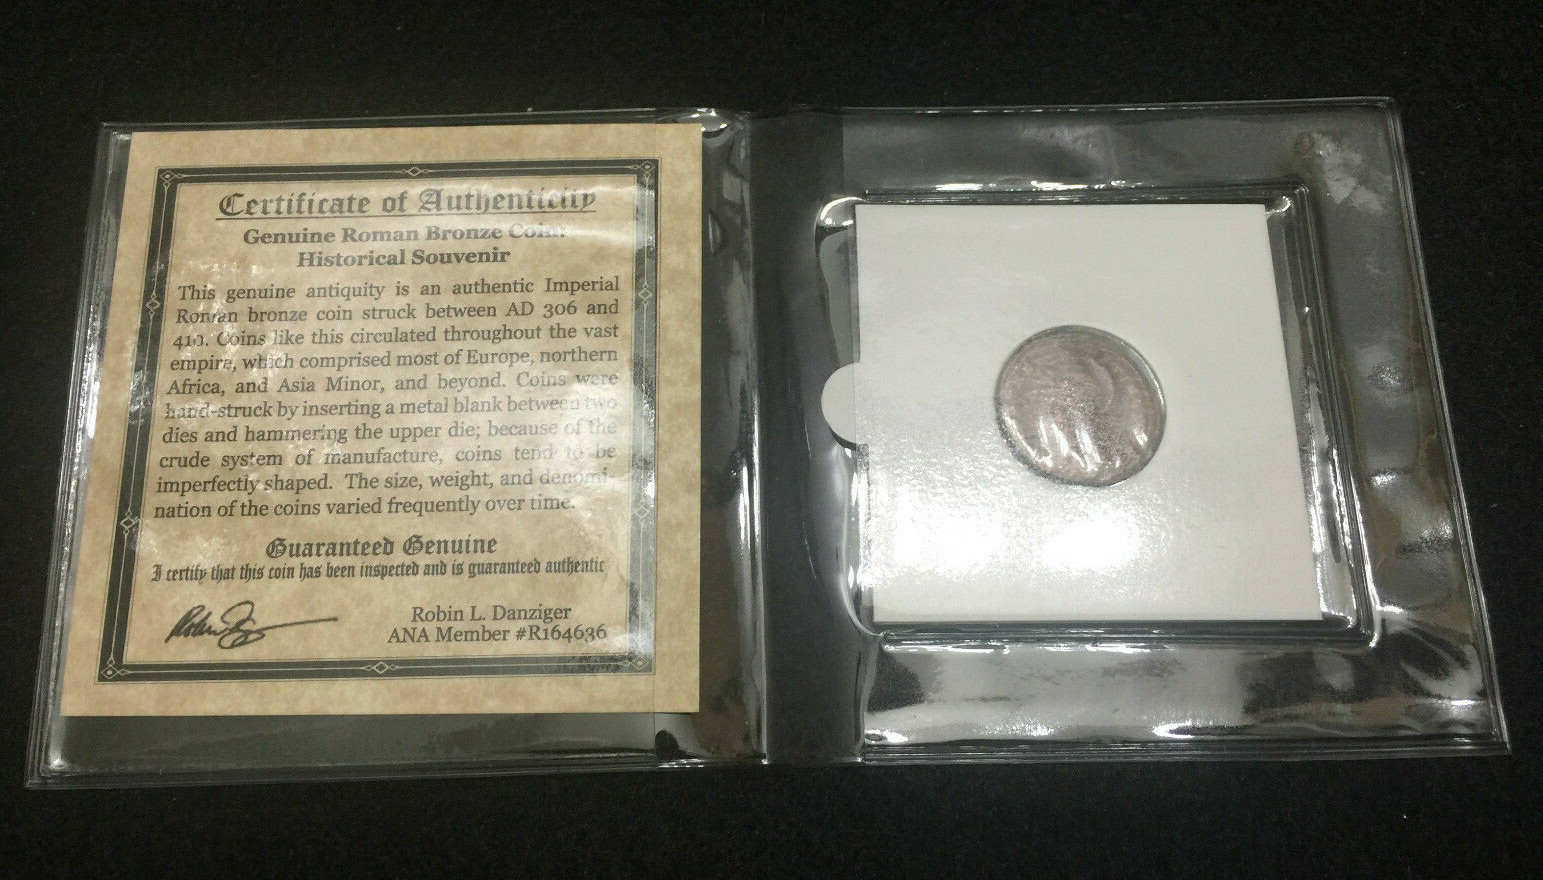 Certificate of Authenticity
Genuine Roman Bronze Coin:
Historical Souvenir
This genuine antiquity is an authentic Imperial
Roman bronze coin struck between AD 306 and
410. Coins like this circulated throughout the vast
empire, which comprised most of Europe, northern
Africa, and Asia Minor, and beyond. Coins were
hand-struck by inserting a metal blank between two
dies and hammering the upper die; because of the
crude system of manufacture, coins tend to be
imperfectly shaped. The size, weight, and denomi-
nation of the coins varied frequently over time.
Guaranteed Genuine
I certify that this coin has been inspected and is guaranteed authentic
Robin L. Danziger
ANA Member #R164636